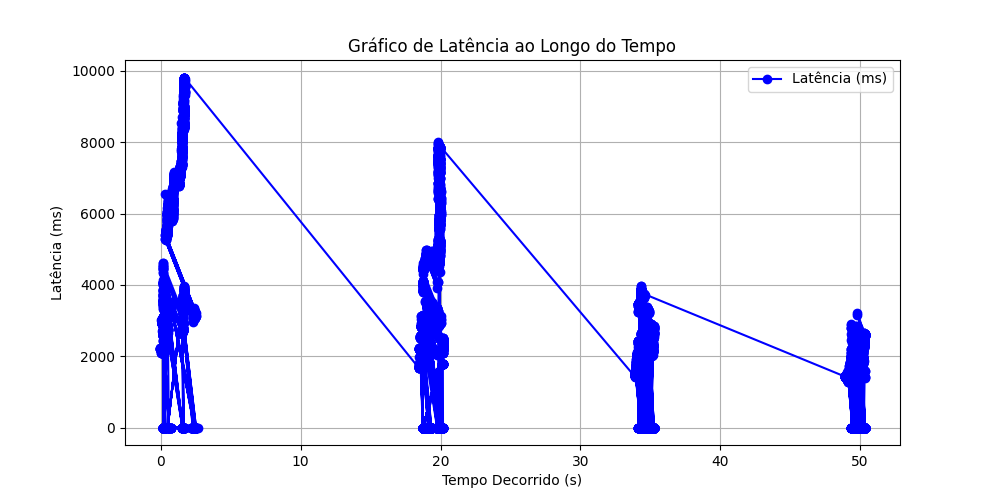 Gráfico de Latência ao Longo do Tempo
Latência (ms)
10000
8000
6000
4000
2000
0
Latência (ms)
0 10 20 30 40 50
Tempo Decorrido (s)